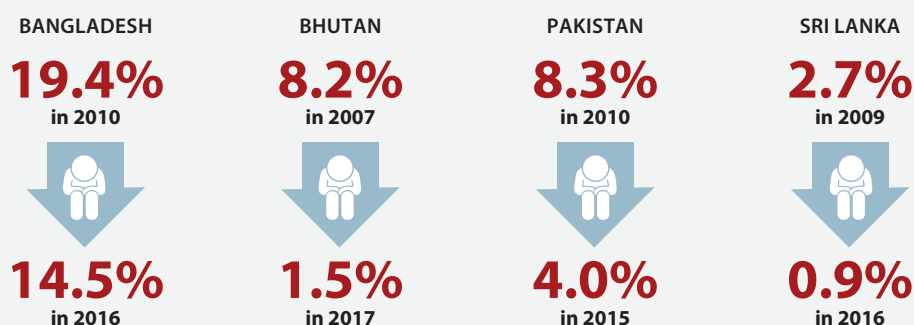 BANGLADESH
19.4%
in 2010
14.5%
in 2016
BHUTAN
8.2%
in 2007
1.5%
in 2017
PAKISTAN
8.3%
in 2010
4.0%
in 2015
SRI LANKA
2.7%
in 2009
0.9%
in 2016